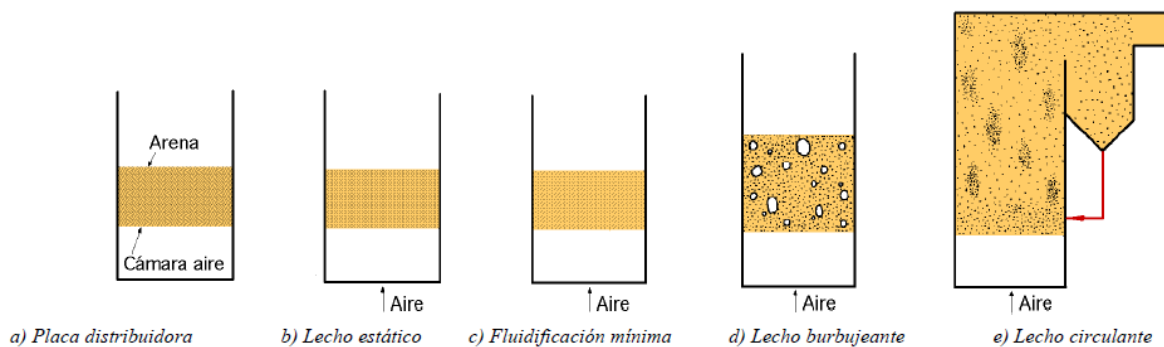 Arena
Cámara aire
Aire
Aire
Aire
Aire
a) Placa distribuidora
b) Lecho estático
c) Fluidificación mínima
d) Lecho burbujeante
e) Lecho circulante